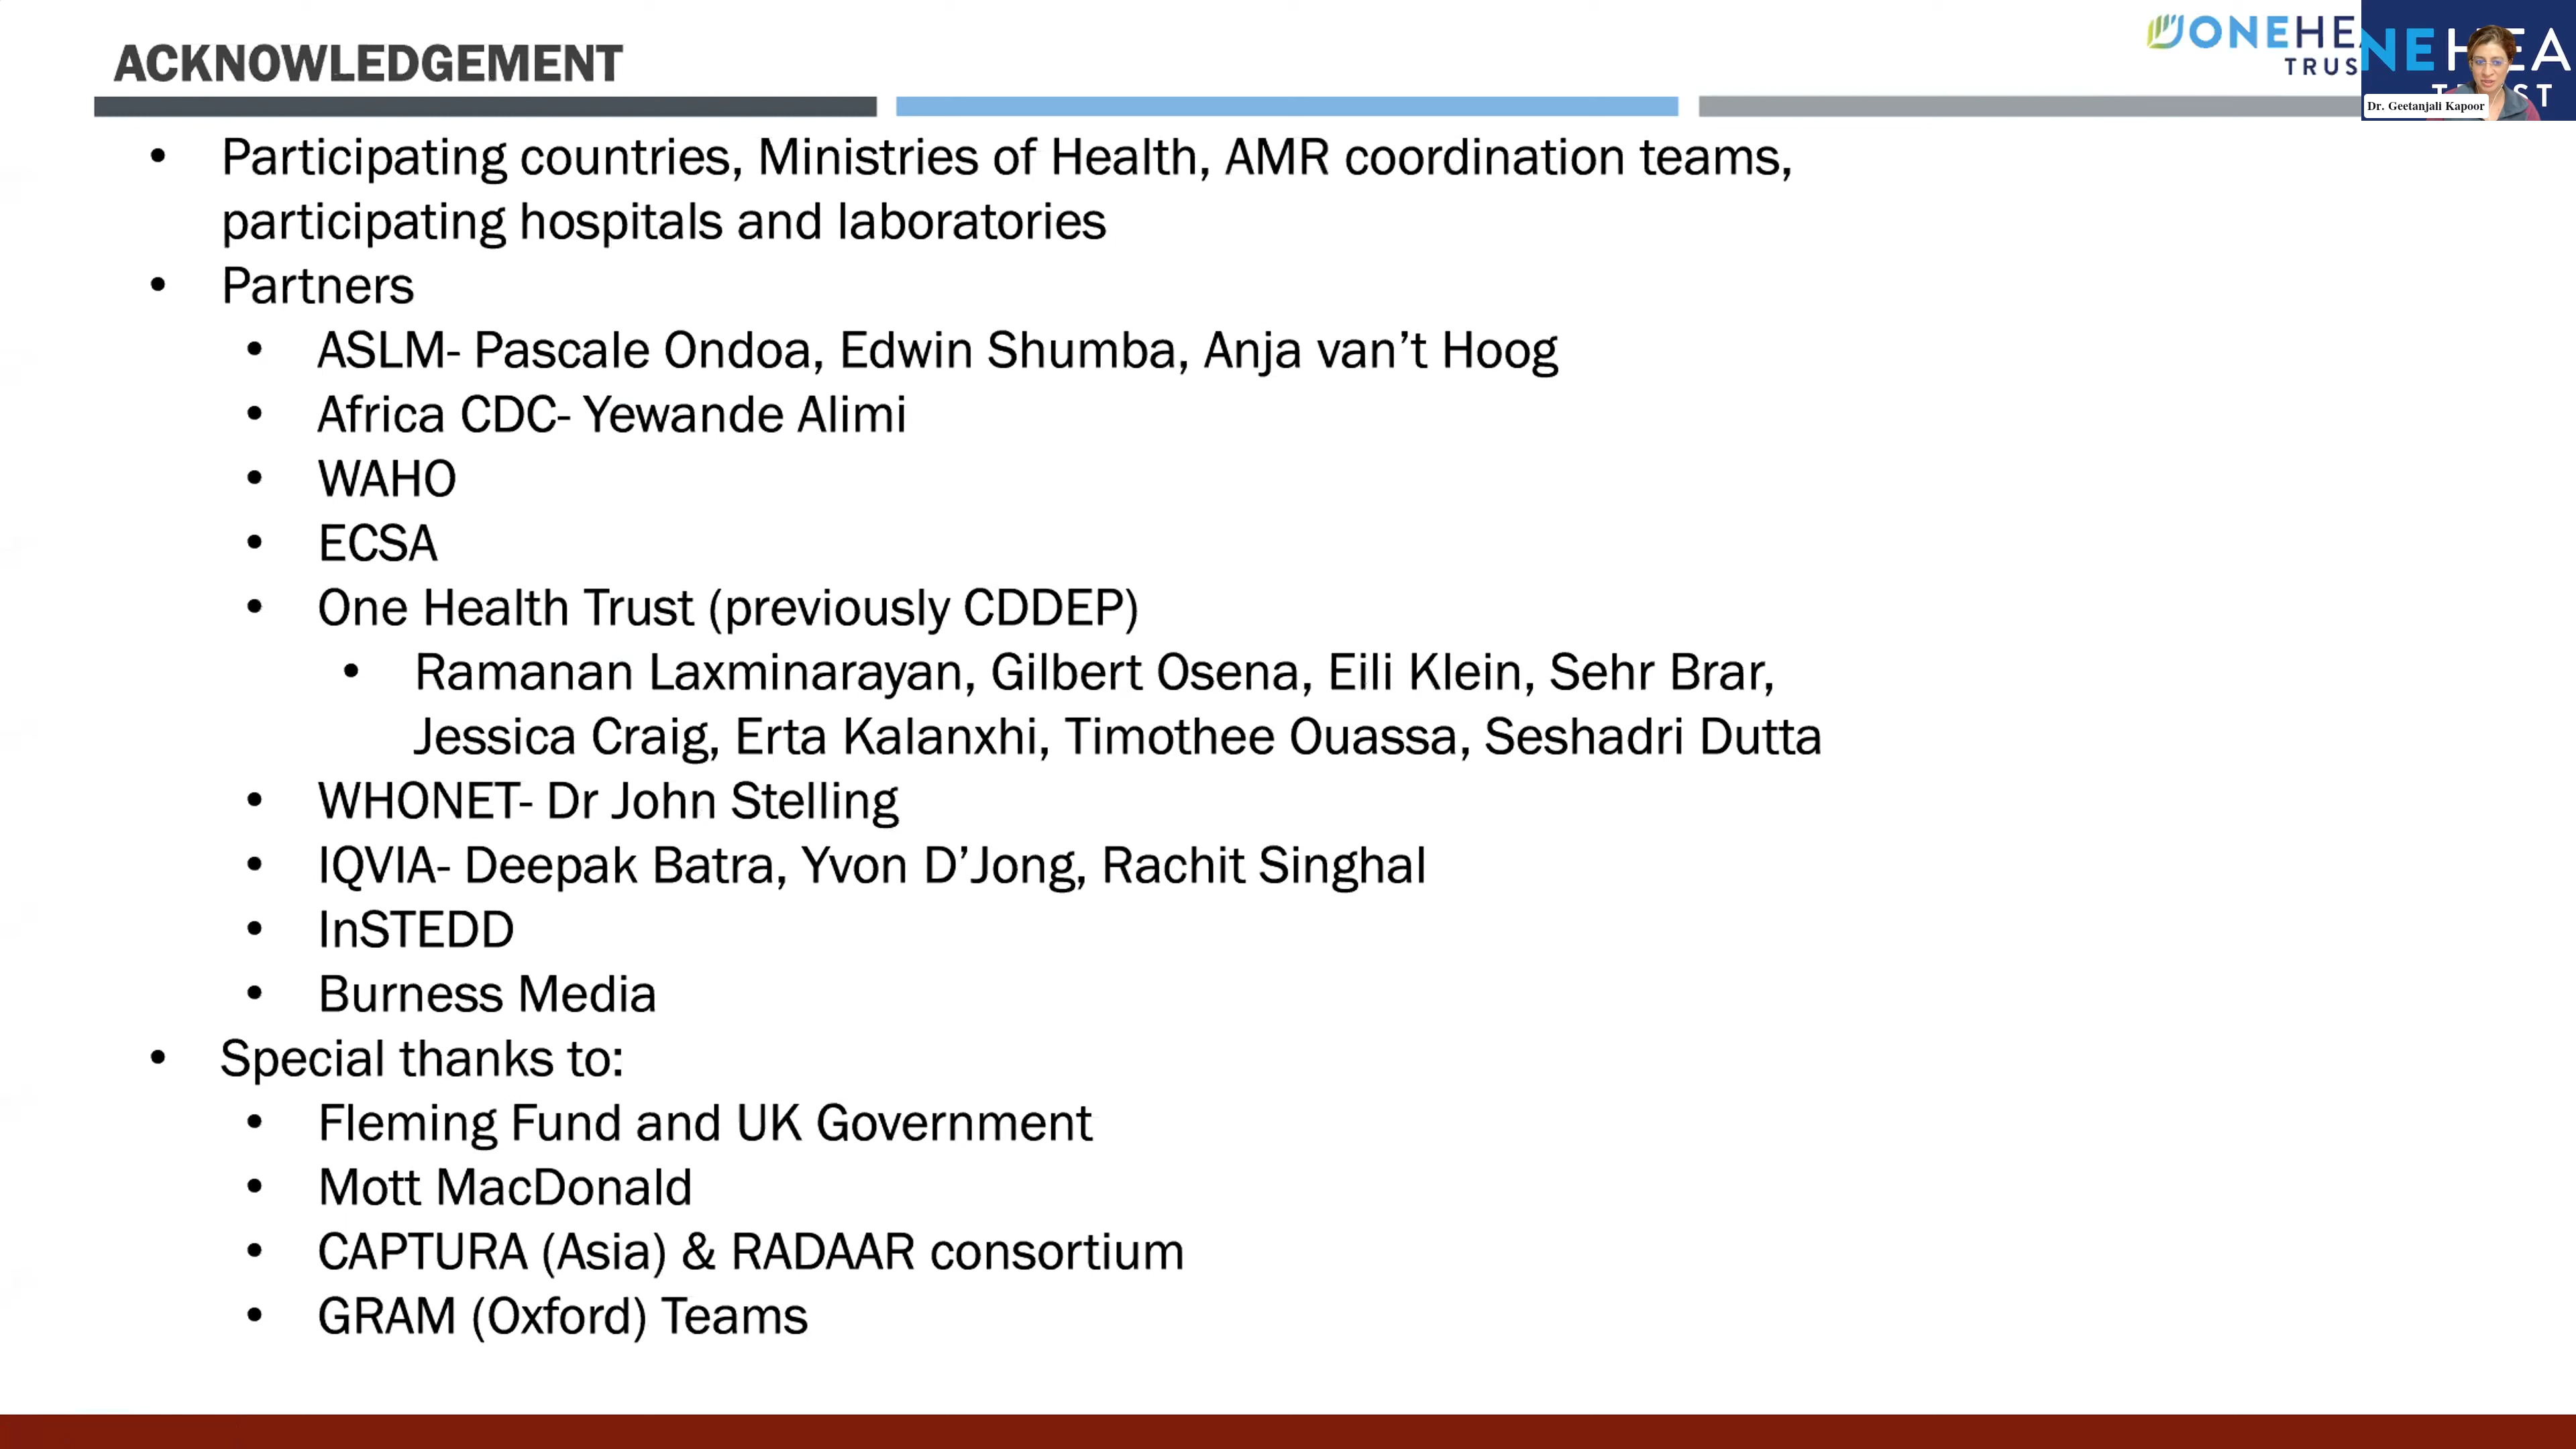 ACKNOWLEDGEMENT
ONEHE
TRUS
NEHEA
T ST
Dr. Geetanjali Kapoor
• Participating countries, Ministries of Health, AMR coordination teams,
participating hospitals and laboratories
• Partners
• ASLM- Pascale Ondoa, Edwin Shumba, Anja van’t Hoog
• Africa CDC- Yewande Alimi
• WAHO
• ECSA
• One Health Trust (previously CDDEP)
• Ramanan Laxminarayan, Gilbert Osena, Eili Klein, Sehr Brar,
Jessica Craig, Erta Kalanxhi, Timothee Ouassa, Seshadri Dutta
• WHONET- Dr John Stelling
• IQVIA- Deepak Batra, Yvon D’Jong, Rachit Singhal
• InSTEDD
• Burness Media
• Special thanks to:
• Fleming Fund and UK Government
• Mott MacDonald
• CAPTURA (Asia) & RADAAR consortium
• GRAM (Oxford) Teams